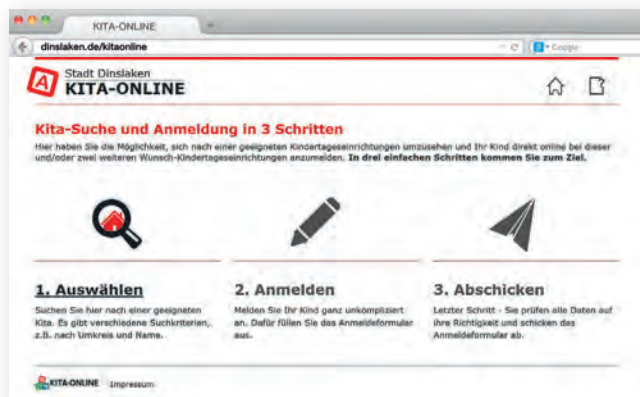 KITA-ONLINE
dinslaken.de/kitaonline
Google
Stadt Dinslaken
KITA-ONLINE
Kita-Suche und Anmeldung in 3 Schritten
Hier haben Sie die Möglichkeit, sich nach einer geeigneten Kindertageseinrichtungen umzusehen und Ihr Kind direkt online bei dieser
und/oder zwei weiteren Wunsch-Kindertageseinrichtungen anzumelden. In drei einfachen Schritten kommen Sie zum Ziel.
1. Auswählen
Suchen Sie hier nach einer geeigneten
Kita. Es gibt verschiedene Suchkriterien,
z.B. nach Umkreis und Name.
2. Anmelden
Melden Sie Ihr Kind ganz unkompliziert
an. Dafür füllen Sie das Anmeldeformular
aus.
3. Abschicken
Letzter Schritt - Sie prüfen alle Daten auf
ihre Richtigkeit und schicken das
Anmeldeformular ab.
KITA-ONLINE Impressum